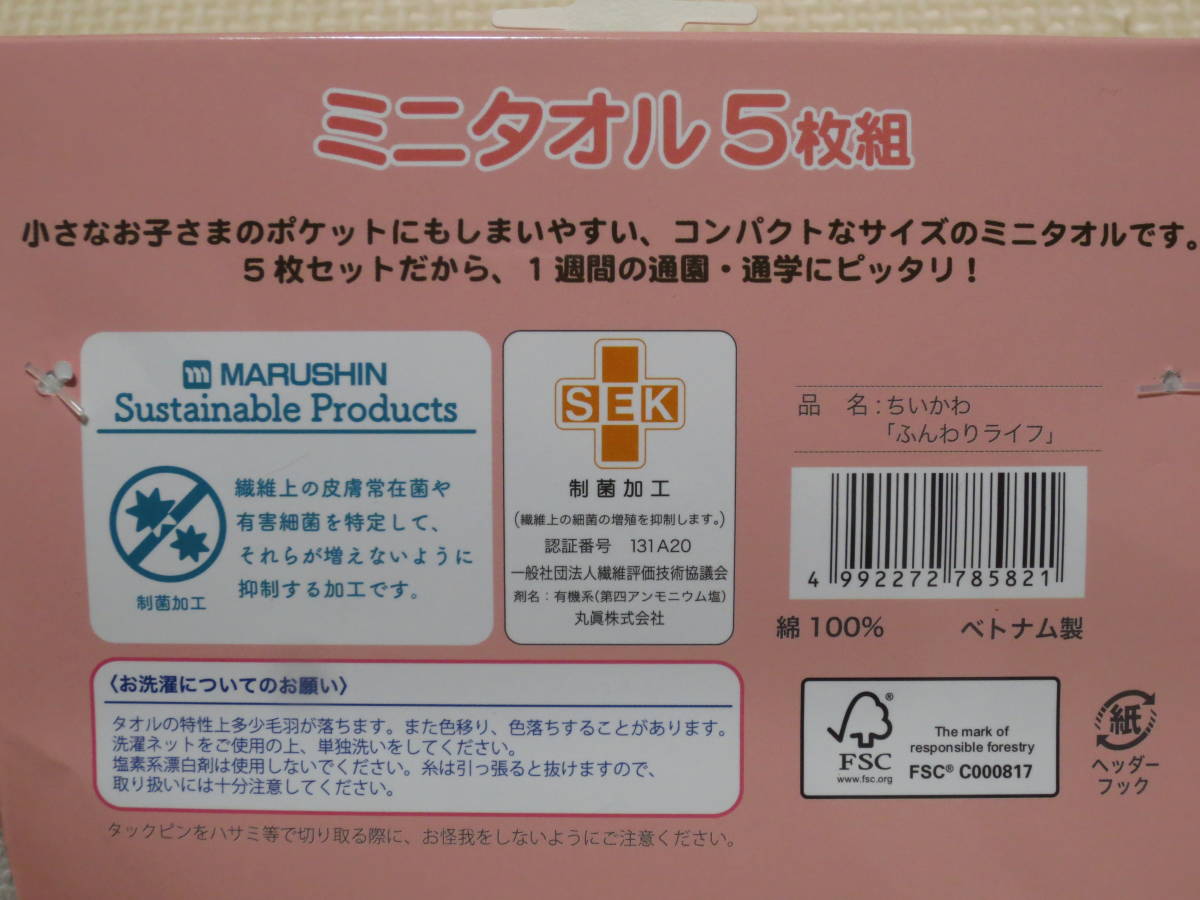 ミニタオル5枚組
小さなお子さまのポケットにもしまいやすい、コンパクトなサイズのミニタオルです。
5枚セットだから、1週間の通園・通学にピッタリ！
m MARUSHIN
Sustainable Products
繊維上の皮膚常在菌や
有害細菌を特定して、
それらが増えないように
抑制する加工です。
制菌加工
SEK
制菌加工
(繊維上の細菌の増殖を抑制します。)
認証番号 131A20
一般社団法人繊維評価技術協議会
剤名：有機系(第四アンモニウム塩)
丸眞株式会社
品 名：ちいかわ
「ふんわりライフ」
4 992272 785821
綿100% ベトナム製
〈お洗濯についてのお願い〉
タオルの特性上多少毛羽が落ちます。また色移り、色落ちすることがあります。
洗濯ネットをご使用の上、単独洗いをしてください。
塩素系漂白剤は使用しないでください。糸は引っ張ると抜けますので、
取り扱いには十分注意してください。
タックピンをハサミ等で切り取る際に、お怪我をしないようにご注意ください。
FSC
www.fsc.org
The mark of
responsible forestry
FSC® C000817
紙
ヘッダー
フック